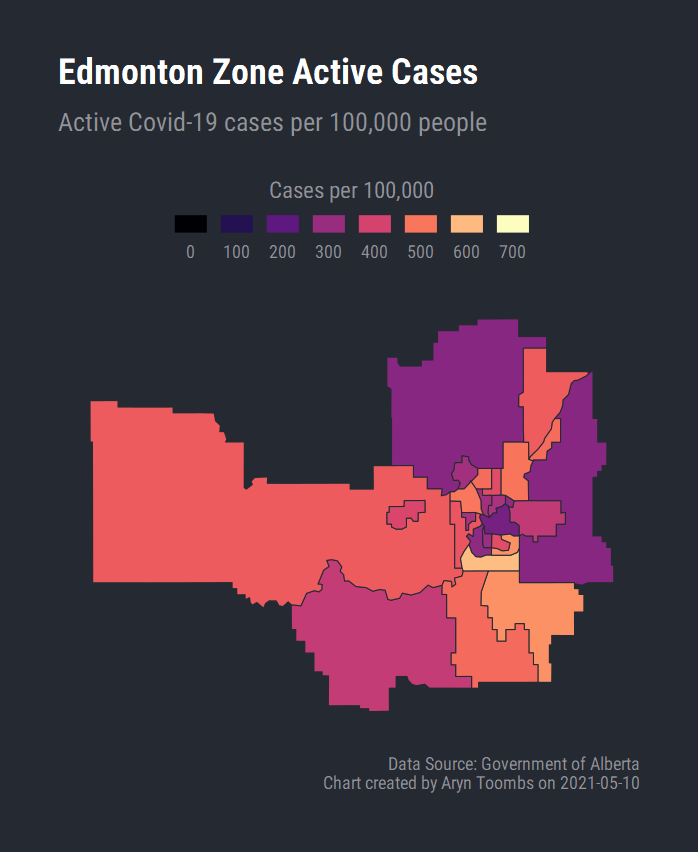 Edmonton Zone Active Cases
Active Covid-19 cases per 100,000 people
Cases per 100,000
0 100 200 300 400 500 600 700
Data Source: Government of Alberta
Chart created by Aryn Toombs on 2021-05-10